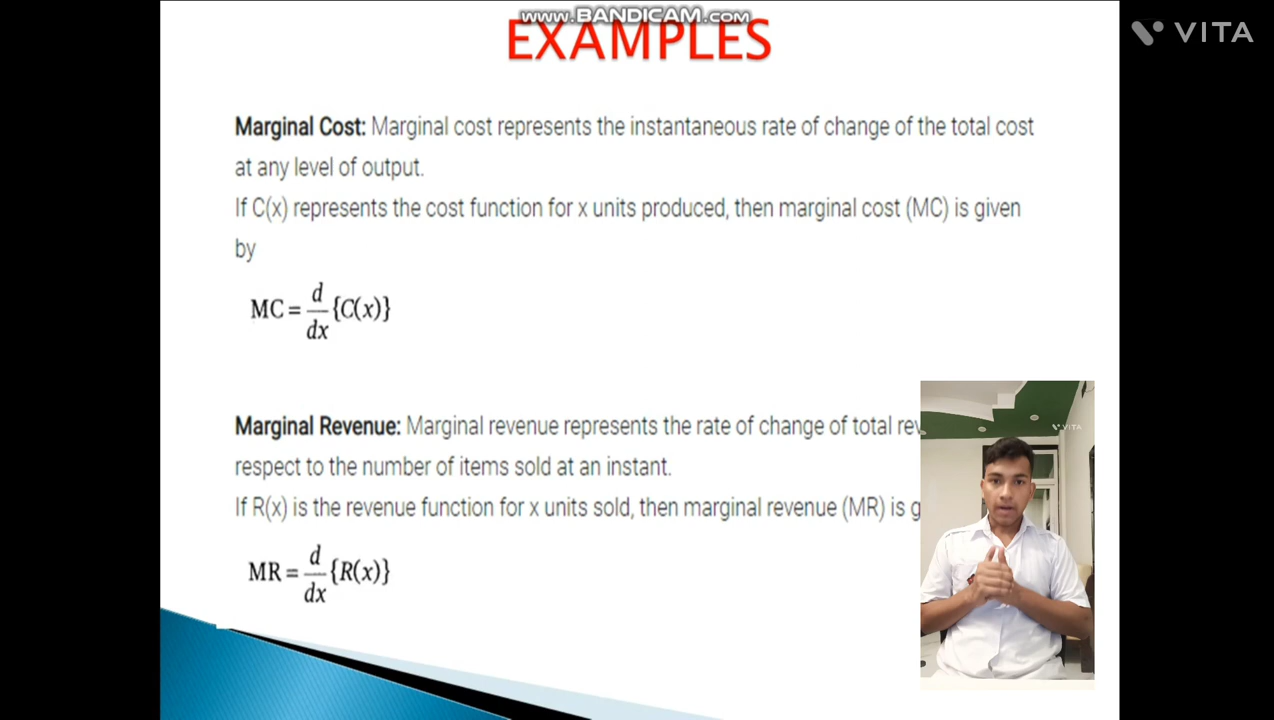 www.BANDICAM.com
EXAMPLES
VITA
Marginal Cost: Marginal cost represents the instantaneous rate of change of the total cost
at any level of output.
If C(x) represents the cost function for x units produced, then marginal cost (MC) is given
by
MC = d/dx {C(x)}
Marginal Revenue: Marginal revenue represents the rate of change of total
respect to the number of items sold at an instant.
If R(x) is the revenue function for x units sold, then marginal revenue (MR) is
MR = d/dx {R(x)}
VITA